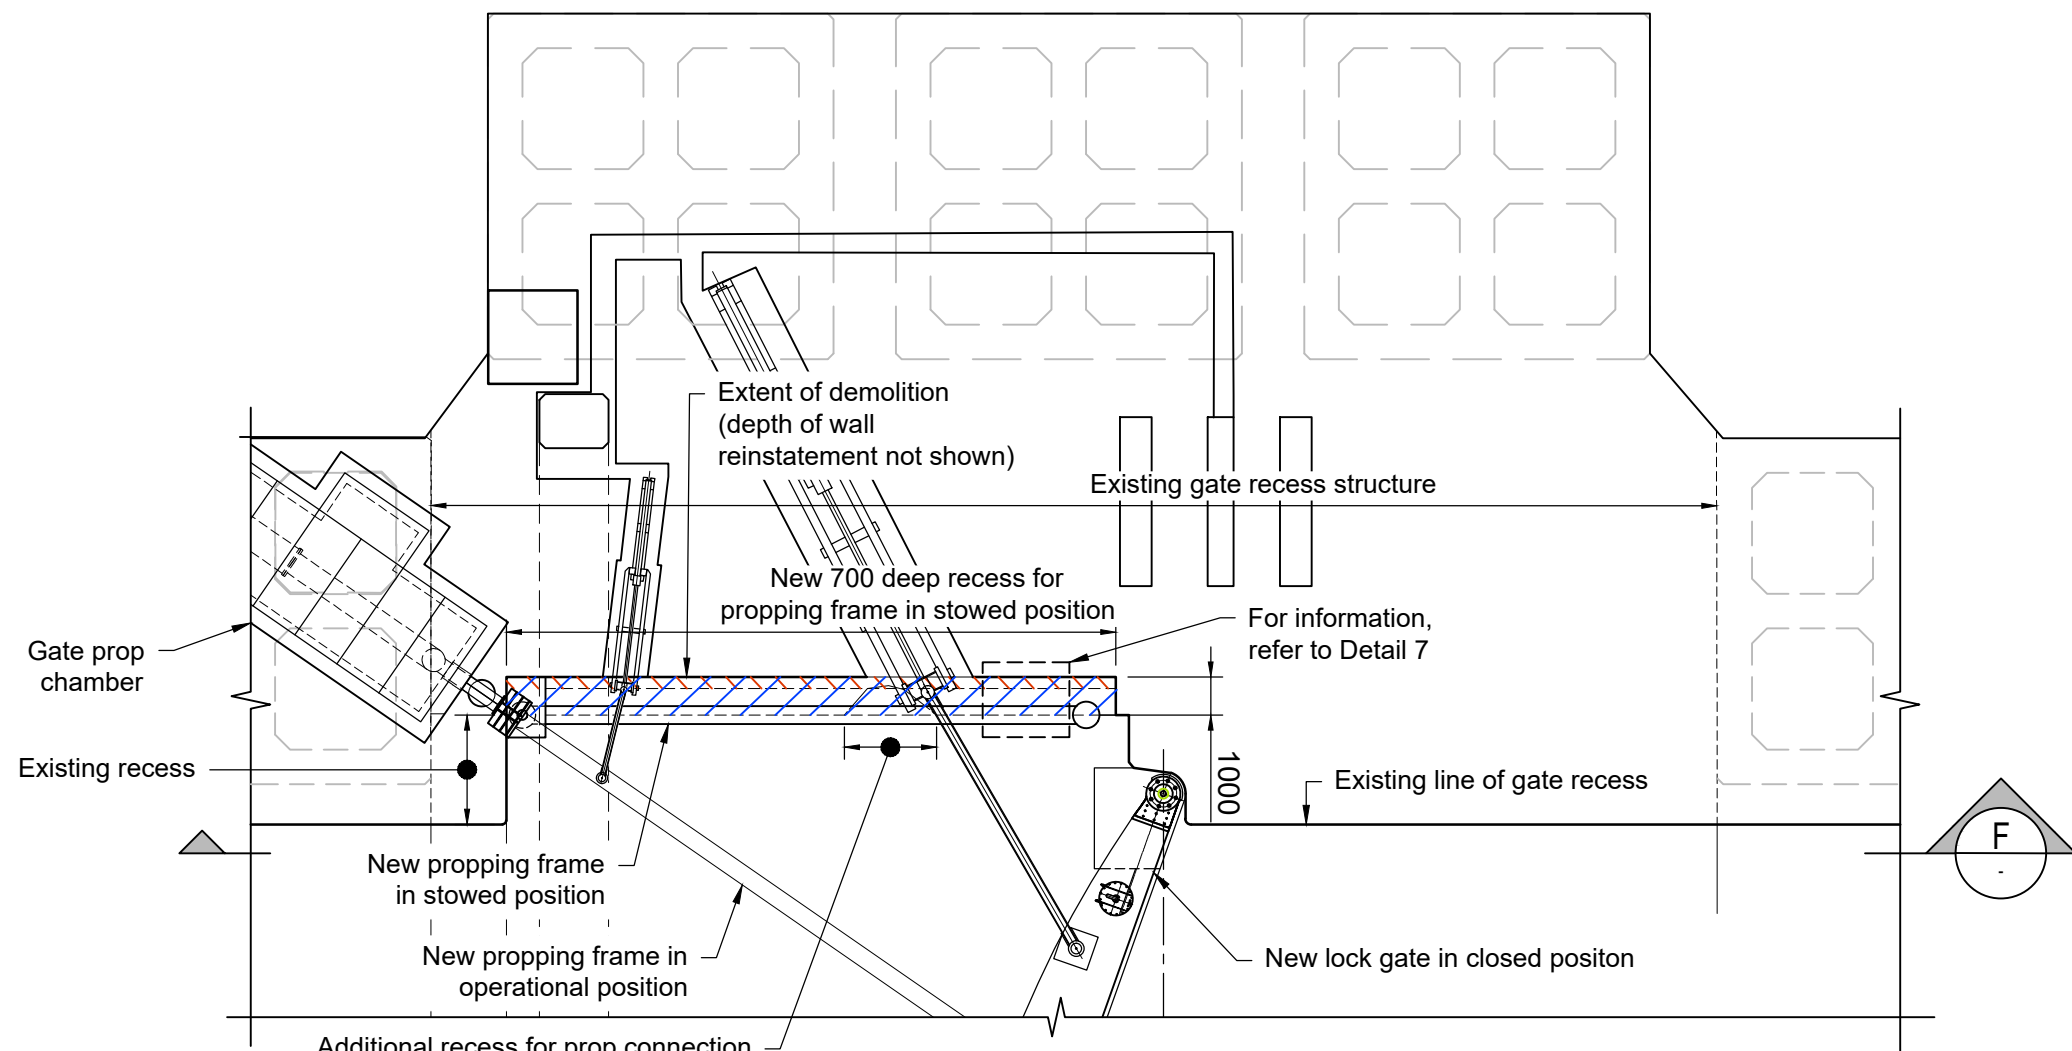 Extent of demolition
(depth of wall
reinstatement not shown)
Existing gate recess structure
New 700 deep recess for
propping frame in stowed position
For information,
refer to Detail 7
Gate prop
chamber
Existing recess
1000
Existing line of gate recess
F
-
New propping frame
in stowed position
New propping frame in
operational position
New lock gate in closed positon
Additional recess for prop connection